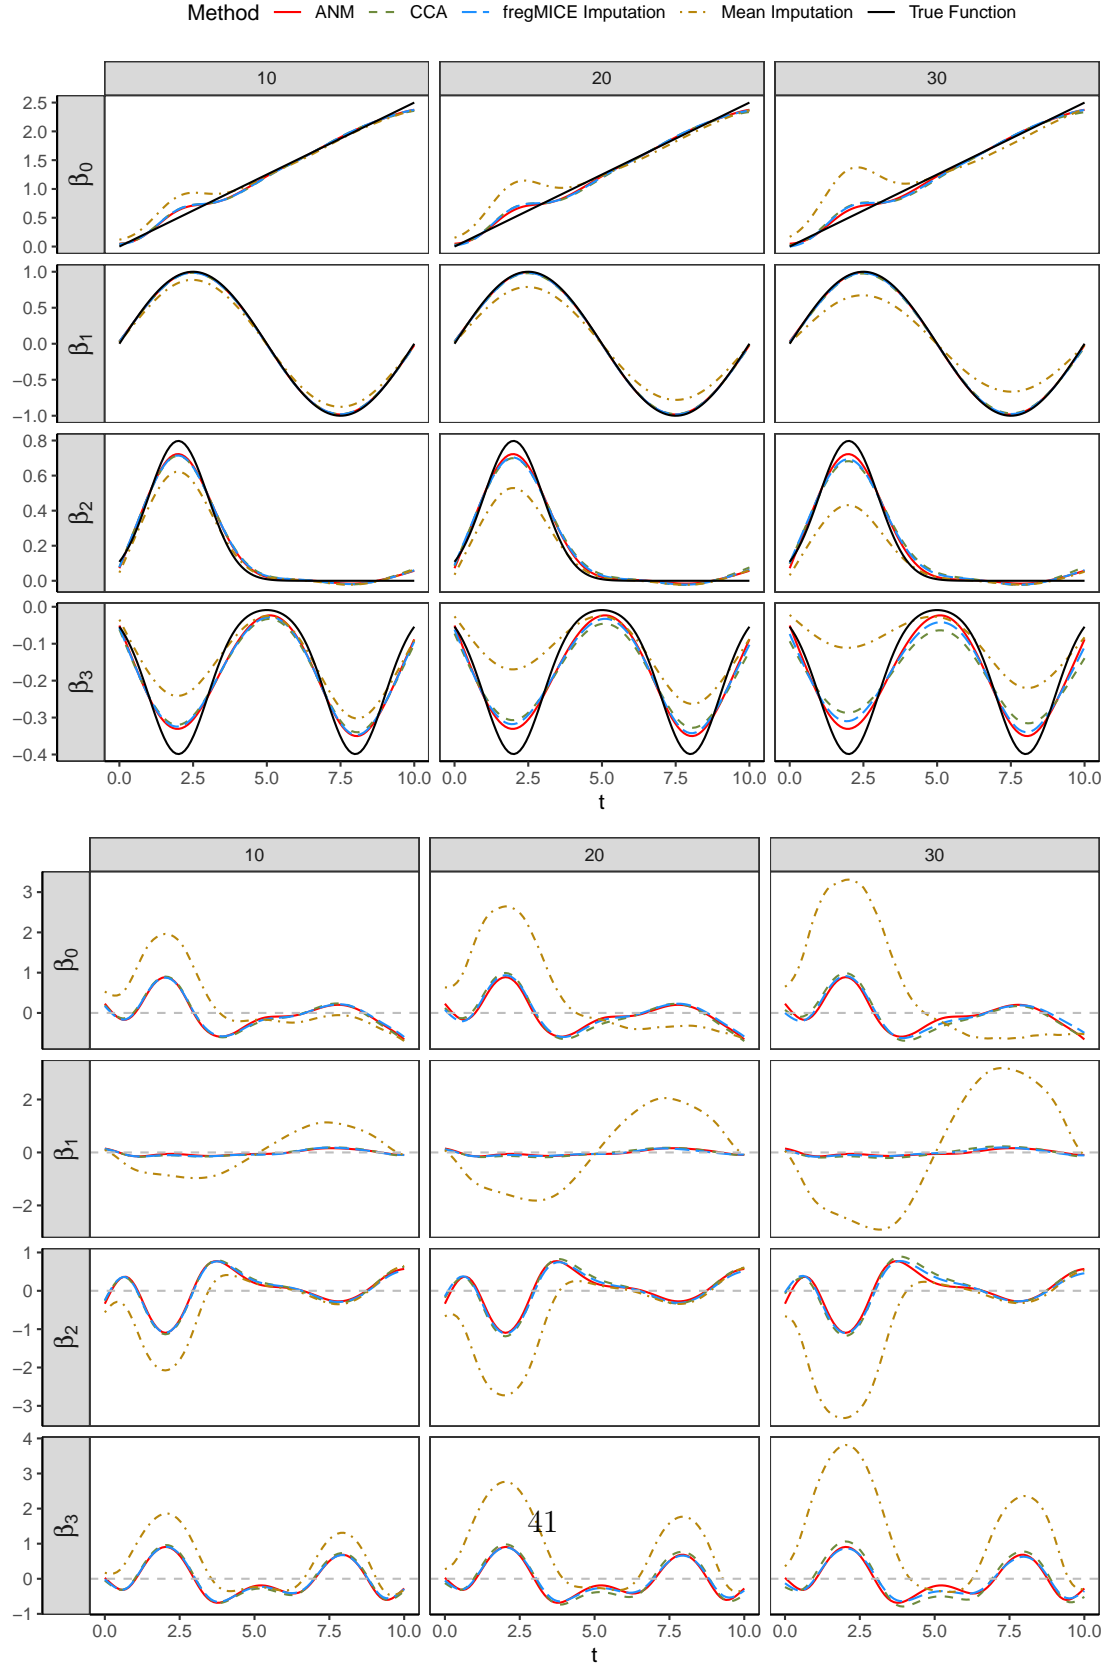 Method ANM CCA fregMICE Imputation Mean Imputation True Function
10 20 30
β0
2.5
2.0
1.5
1.0
0.5
0.0
β1
1.0
0.5
0.0
−0.5
−1.0
β2
0.8
0.6
0.4
0.2
0.0
β3
0.0
−0.1
−0.2
−0.3
−0.4
0.0 2.5 5.0 7.5 10.0 0.0 2.5 5.0 7.5 10.0 0.0 2.5 5.0 7.5 10.0
t
10 20 30
β0
3
2
1
0
β1
2
0
−2
β2
1
0
−1
−2
−3
β3
4
3
2
1
0
−1
41
0.0 2.5 5.0 7.5 10.0 0.0 2.5 5.0 7.5 10.0 0.0 2.5 5.0 7.5 10.0
t